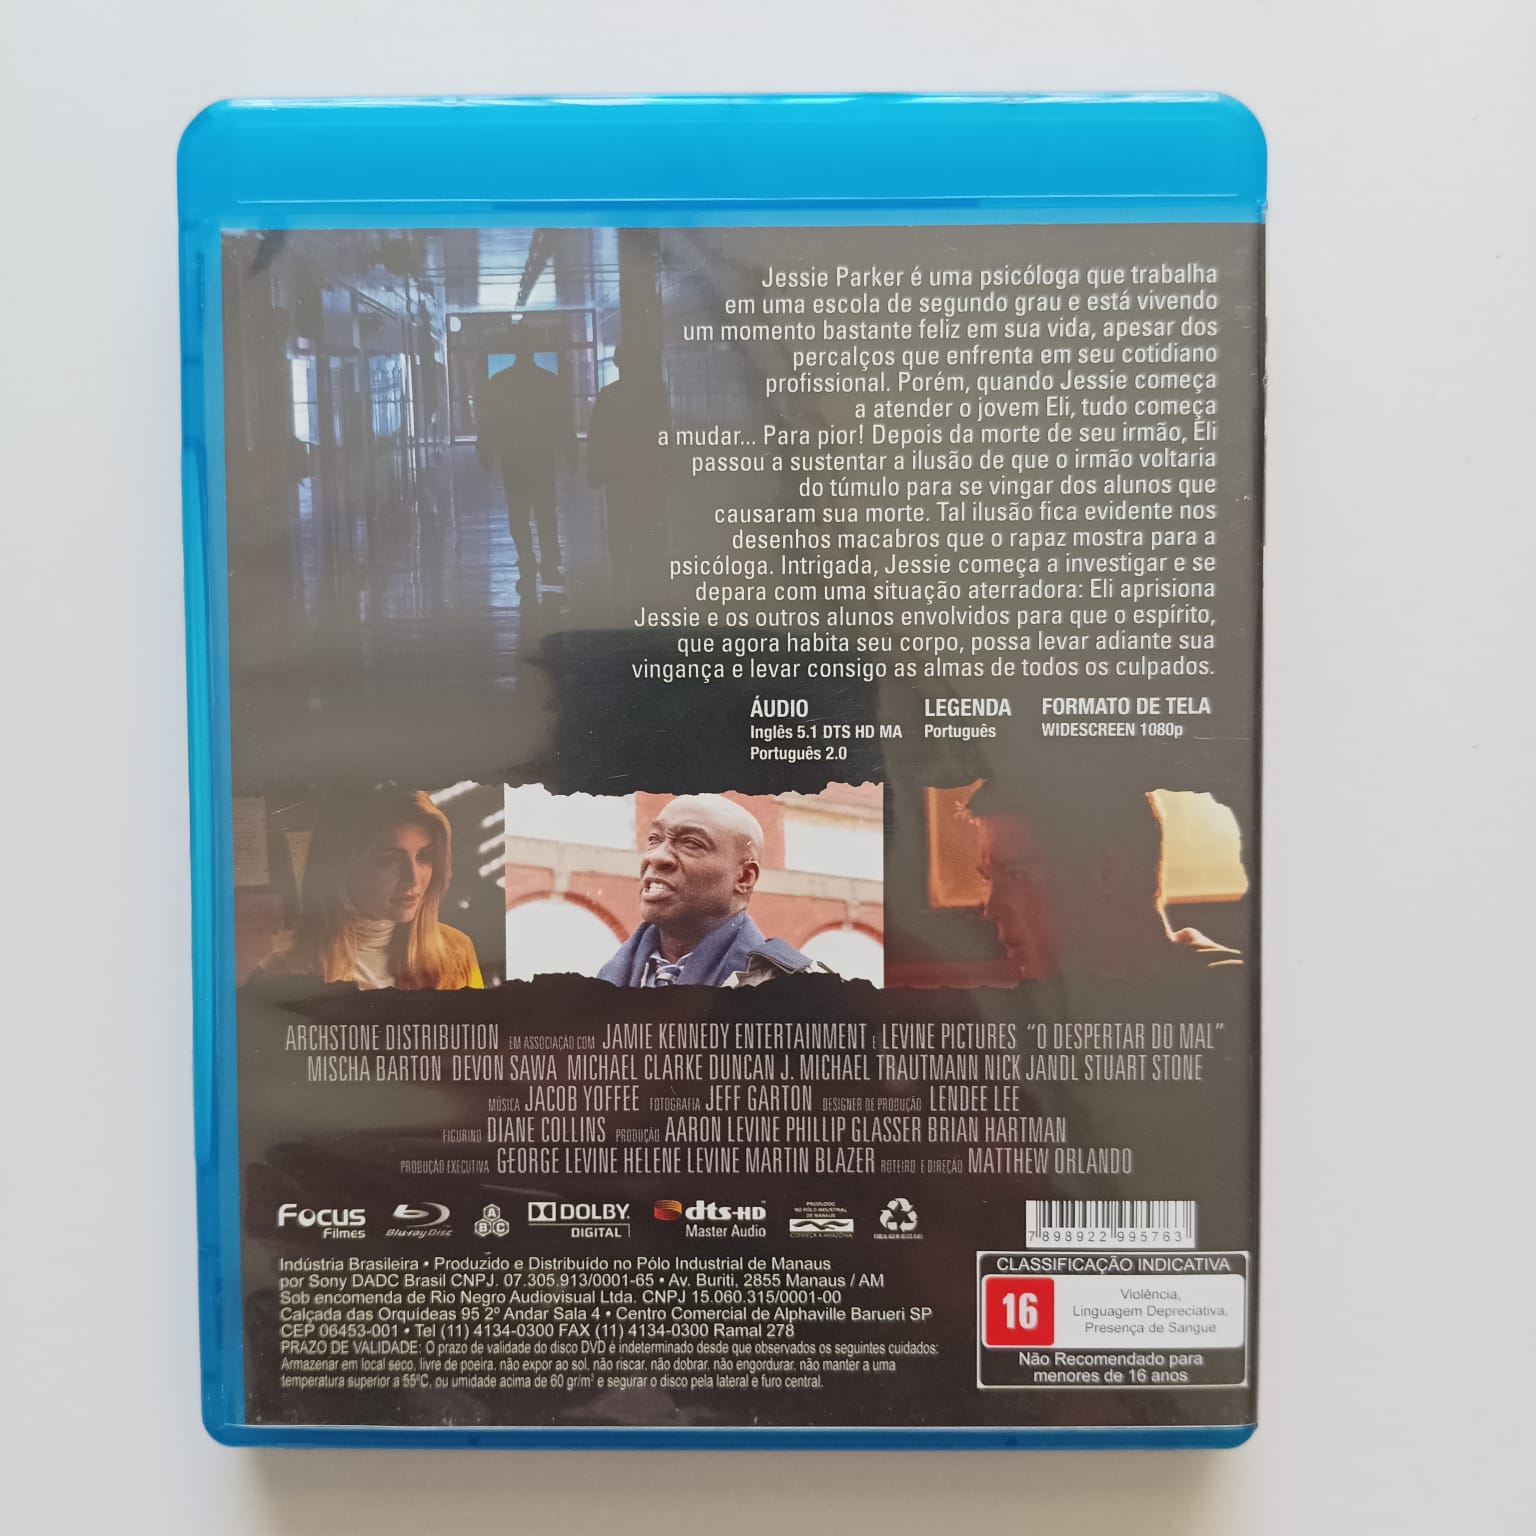 Jessie Parker é uma psicóloga que trabalha
em uma escola de segundo grau e está vivendo
um momento bastante feliz em sua vida, apesar dos
percalços que enfrenta em seu cotidiano
profissional. Porém, quando Jessie começa
a atender o jovem Eli, tudo começa
a mudar... Para pior! Depois da morte de seu irmão, Eli
passou a sustentar a ilusão de que o irmão voltaria
do túmulo para se vingar dos alunos que
causaram sua morte. Tal ilusão fica evidente nos
desenhos macabros que o rapaz mostra para a
psicóloga. Intrigada, Jessie começa a investigar e se
depara com uma situação aterradora: Eli aprisiona
Jessie e os outros alunos envolvidos para que o espírito,
que agora habita seu corpo, possa levar adiante sua
vingança e levar consigo as almas de todos os culpados.
ÁUDIO
Inglês 5.1 DTS HD MA
Português 2.0
LEGENDA
Português
FORMATO DE TELA
WIDESCREEN 1080p
ARCHSTONE DISTRIBUTION EM ASSOCIAÇÃO COM JAMIE KENNEDY ENTERTAINMENT E LEVINE PICTURES "O DESPERTAR DO MAL"
MISCHA BARTON DEVON SAWA MICHAEL CLARKE DUNCAN J. MICHAEL TRAUTMANN NICK JANDL STUART STONE
MÚSICA JACOB YOFFEE FOTOGRAFIA JEFF GARTON DESIGNER DE PRODUÇÃO LENDEE LEE
FIGURINO DIANE COLLINS PRODUÇÃO AARON LEVINE PHILLIP GLASSER BRIAN HARTMAN
PRODUÇÃO EXECUTIVA GEORGE LEVINE HELENE LEVINE MARTIN BLAZER ROTEIRO E DIREÇÃO MATTHEW ORLANDO
Focus
Filmes
Blu-ray Disc
A
B C
DOLBY
DIGITAL
dts-HD
Master Audio
PRODUZIDO
NO PÓLO INDUSTRIAL
DE MANAUS
CONHEÇA A AMAZÔNIA
7 898922 995763
Indústria Brasileira • Produzido e Distribuído no Pólo Industrial de Manaus
por Sony DADC Brasil CNPJ. 07.305.913/0001-65 • Av. Buriti, 2855 Manaus / AM
Sob encomenda de Rio Negro Audiovisual Ltda. CNPJ 15.060.315/0001-00
Calçada das Orquídeas 95 2º Andar Sala 4 • Centro Comercial de Alphaville Barueri SP
CEP 06453-001 • Tel (11) 4134-0300 FAX (11) 4134-0300 Ramal 278
PRAZO DE VALIDADE: O prazo de validade do disco DVD é indeterminado desde que observados os seguintes cuidados:
Armazenar em local seco, livre de poeira, não expor ao sol, não riscar, não dobrar, não engordurar, não manter a uma
temperatura superior a 55ºC, ou umidade acima de 60 gr/m³ e segurar o disco pela lateral e furo central.
CLASSIFICAÇÃO INDICATIVA
16
Violência,
Linguagem Depreciativa,
Presença de Sangue
Não Recomendado para
menores de 16 anos